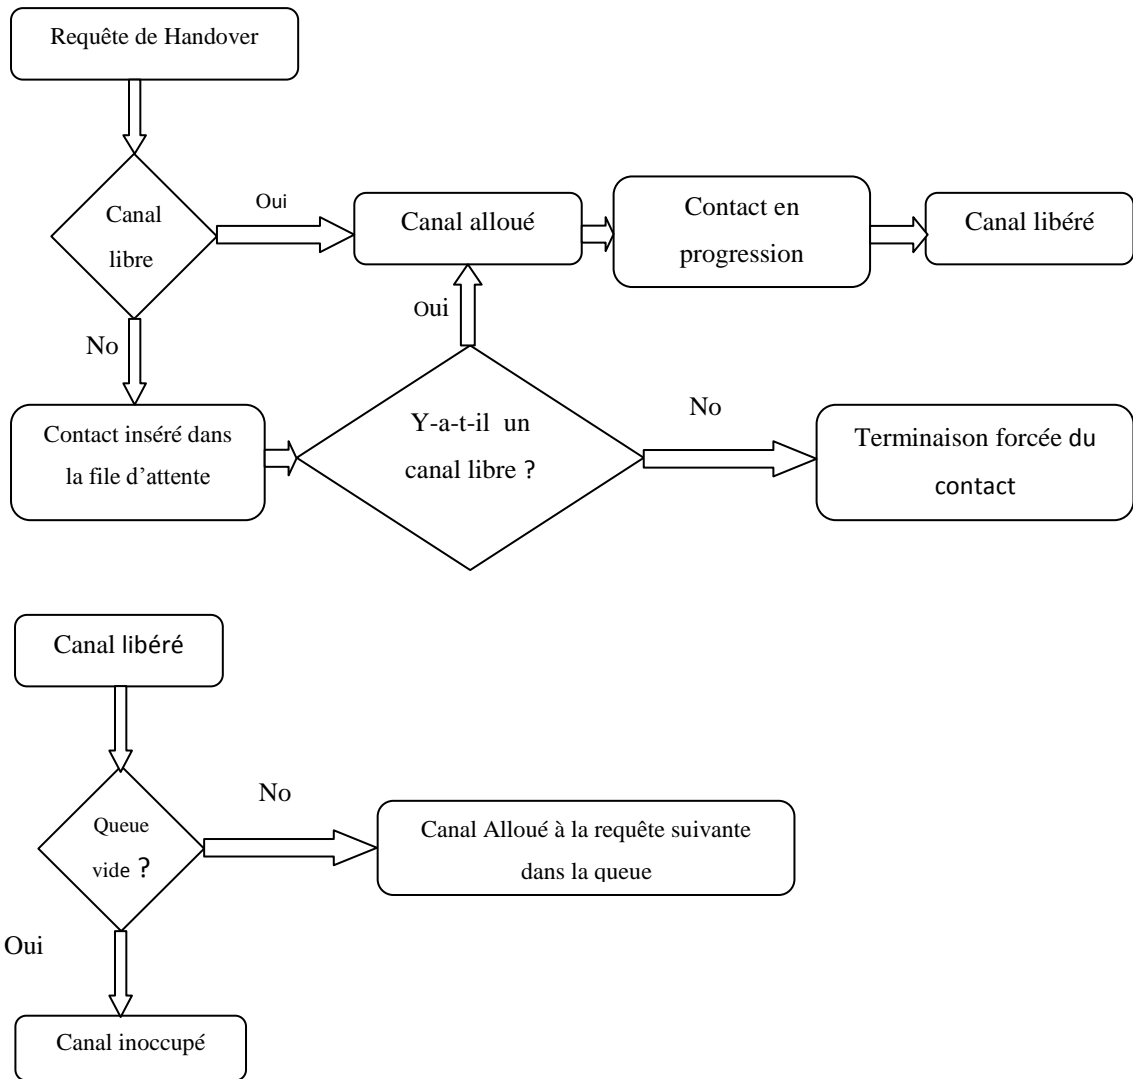 Requête de Handover
Canal
libre
Oui
Canal alloué
Contact en
progression
Canal libéré
No
Oui
Contact inséré dans
la file d’attente
Y-a-t-il un
canal libre ?
No
Terminaison forcée du
contact
Canal libéré
Queue
vide ?
No
Canal Alloué à la requête suivante
dans la queue
Oui
Canal inoccupé